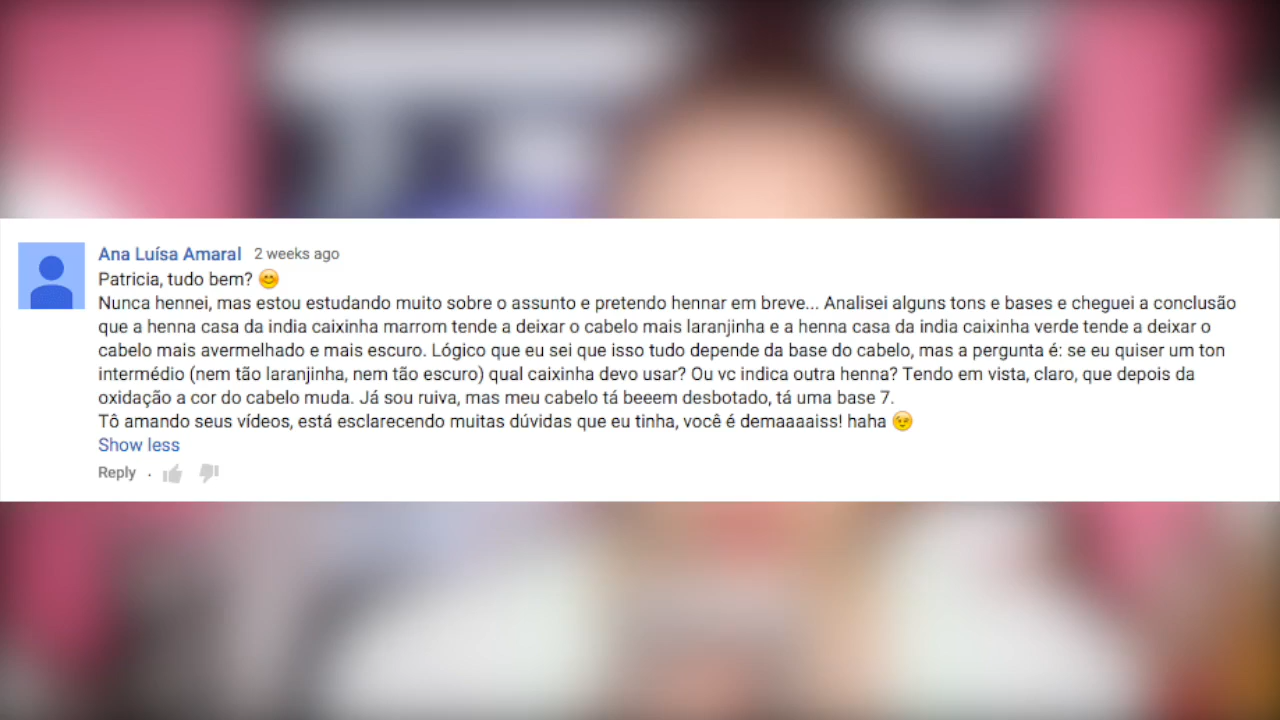 Ana Luísa Amaral 2 weeks ago
Patricia, tudo bem? 😊
Nunca hennei, mas estou estudando muito sobre o assunto e pretendo hennar em breve... Analisei alguns tons e bases e cheguei a conclusão
que a henna casa da india caixinha marrom tende a deixar o cabelo mais laranjinha e a henna casa da india caixinha verde tende a deixar o
cabelo mais avermelhado e mais escuro. Lógico que eu sei que isso tudo depende da base do cabelo, mas a pergunta é: se eu quiser um ton
intermédio (nem tão laranjinha, nem tão escuro) qual caixinha devo usar? Ou vc indica outra henna? Tendo em vista, claro, que depois da
oxidação a cor do cabelo muda. Já sou ruiva, mas meu cabelo tá beeem desbotado, tá uma base 7.
Tô amando seus vídeos, está esclarecendo muitas dúvidas que eu tinha, você é demaaaaiss! haha 😉
Show less
Reply ·